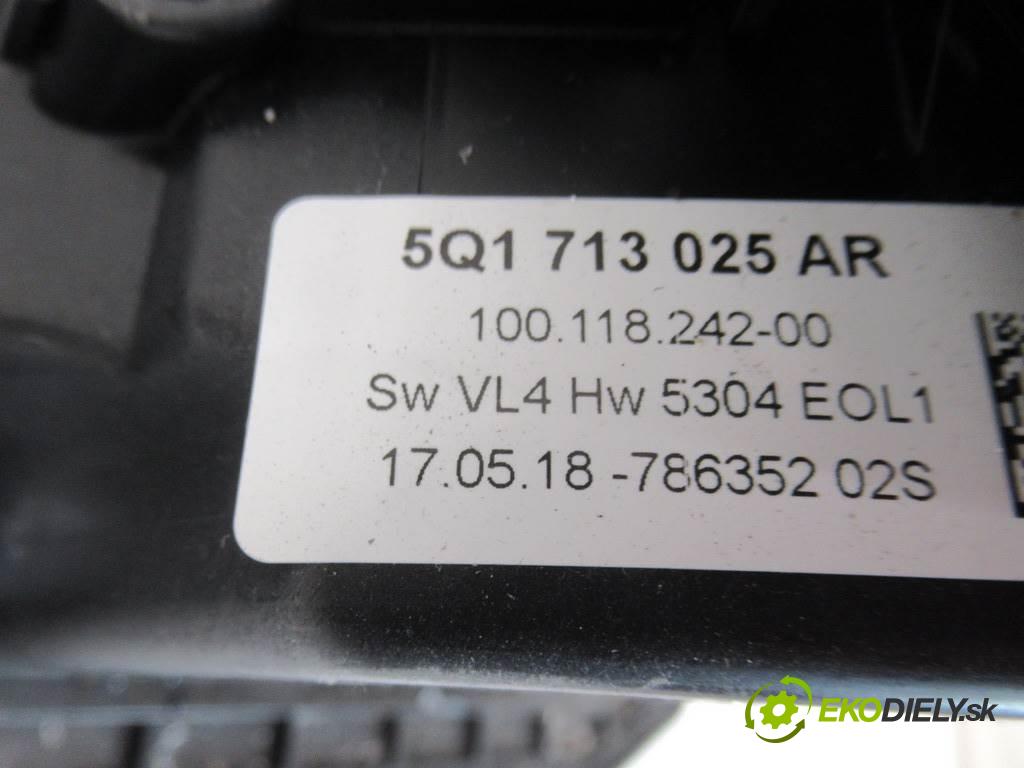 5Q1 713 025 AR
100.118.242-00
Sw VL4 Hw 5304 EOL1
17.05.18 -786352 02S
EKODIELY.sk